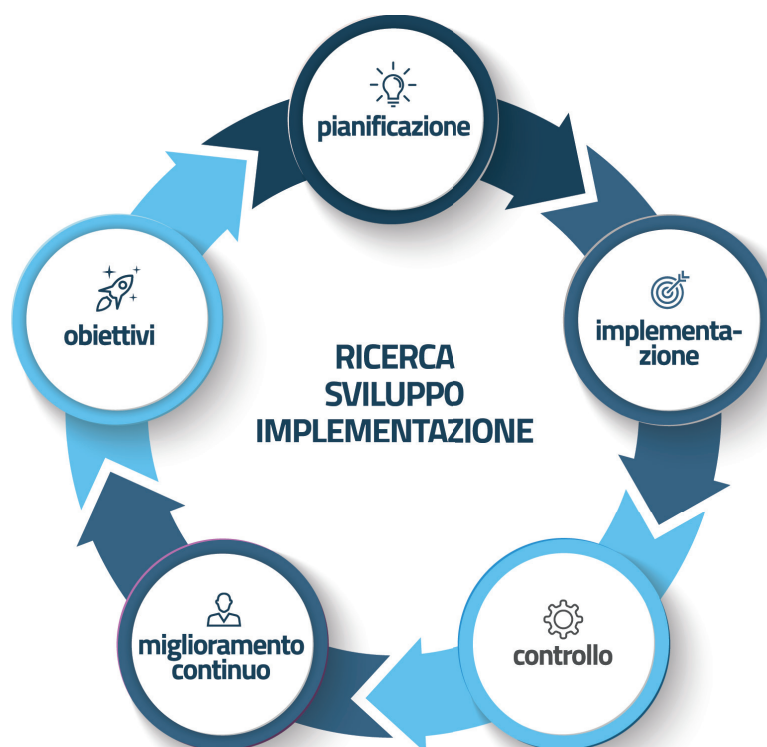 pianificazione
obiettivi
implementa-
zione
RICERCA
SVILUPPO
IMPLEMENTAZIONE
miglioramento
continuo
controllo